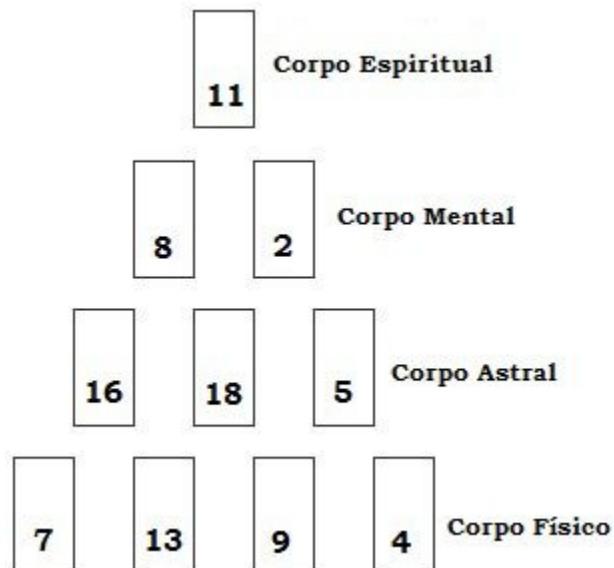 11 Corpo Espiritual
8 2 Corpo Mental
16 18 5 Corpo Astral
7 13 9 4 Corpo Físico